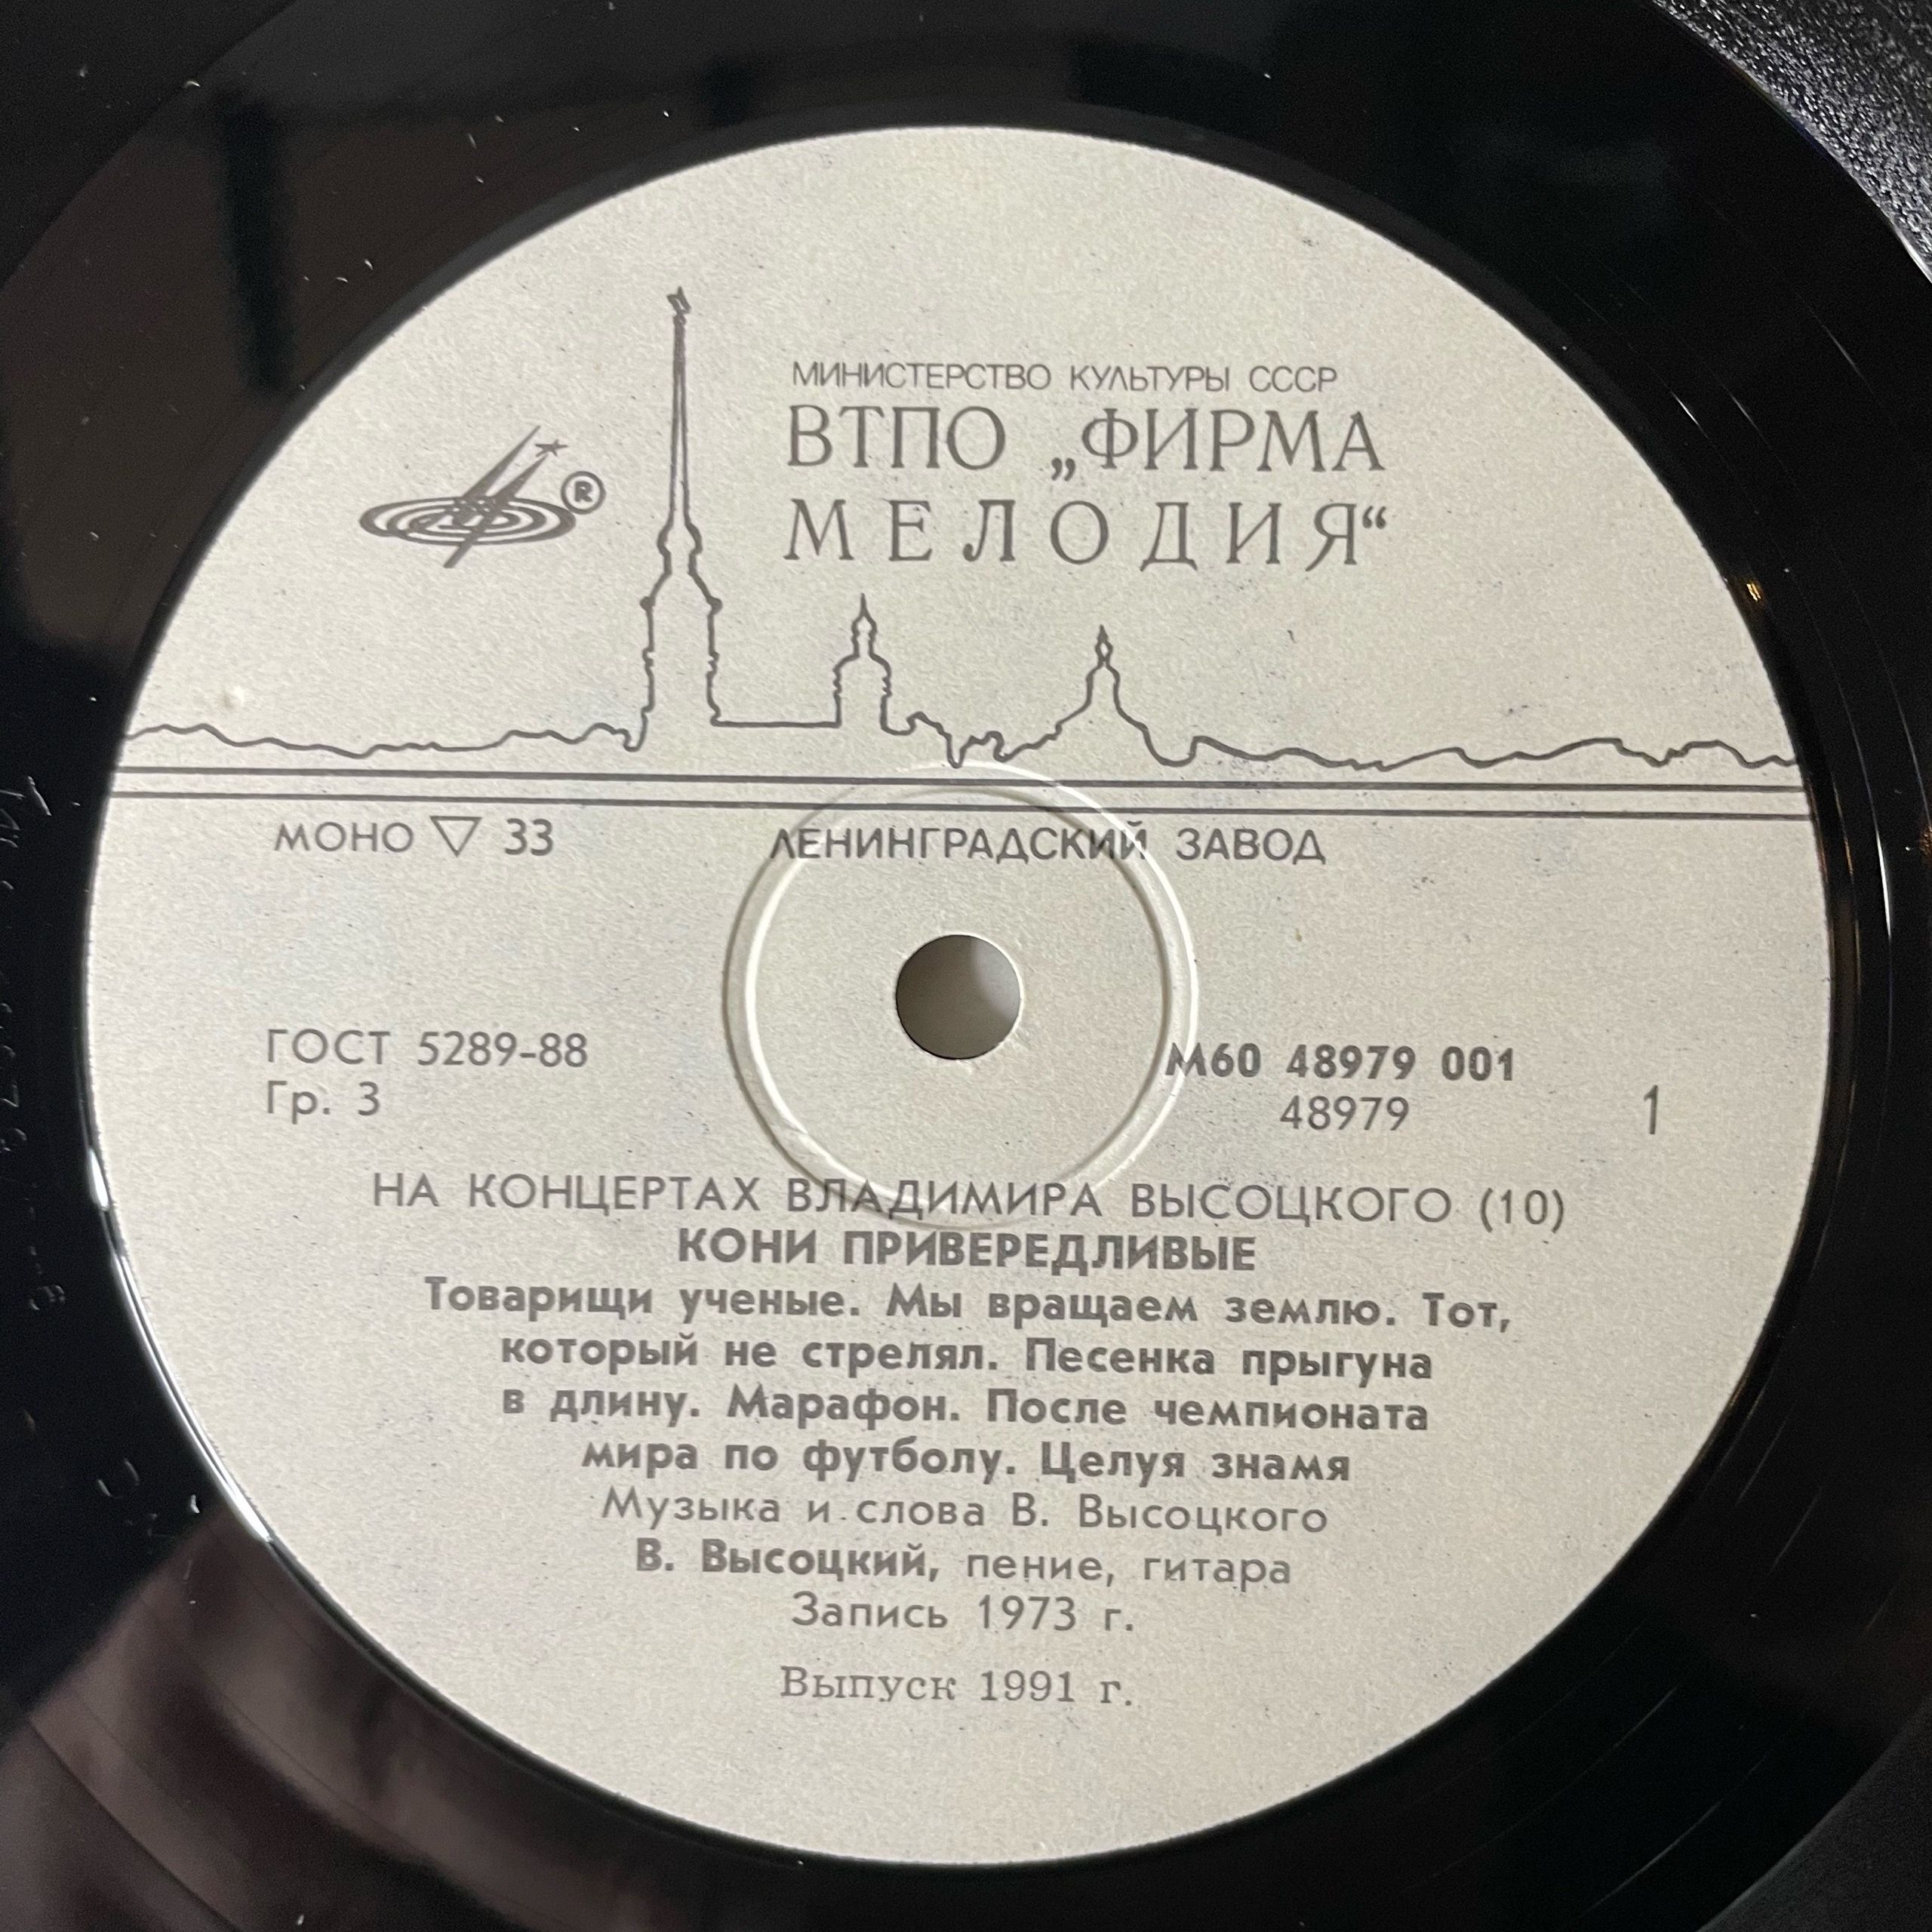 МИНИСТЕРСТВО КУЛЬТУРЫ СССР
ВТПО „ФИРМА
МЕЛОДИЯ“
®
МОНО ▽ 33
ЛЕНИНГРАДСКИЙ ЗАВОД
ГОСТ 5289-88
Гр. 3
М60 48979 001
48979
1
НА КОНЦЕРТАХ ВЛАДИМИРА ВЫСОЦКОГО (10)
КОНИ ПРИВЕРЕДЛИВЫЕ
Товарищи ученые. Мы вращаем землю. Тот,
который не стрелял. Песенка прыгуна
в длину. Марафон. После чемпионата
мира по футболу. Целуя знамя
Музыка и слова В. Высоцкого
В. Высоцкий, пение, гитара
Запись 1973 г.
Выпуск 1991 г.